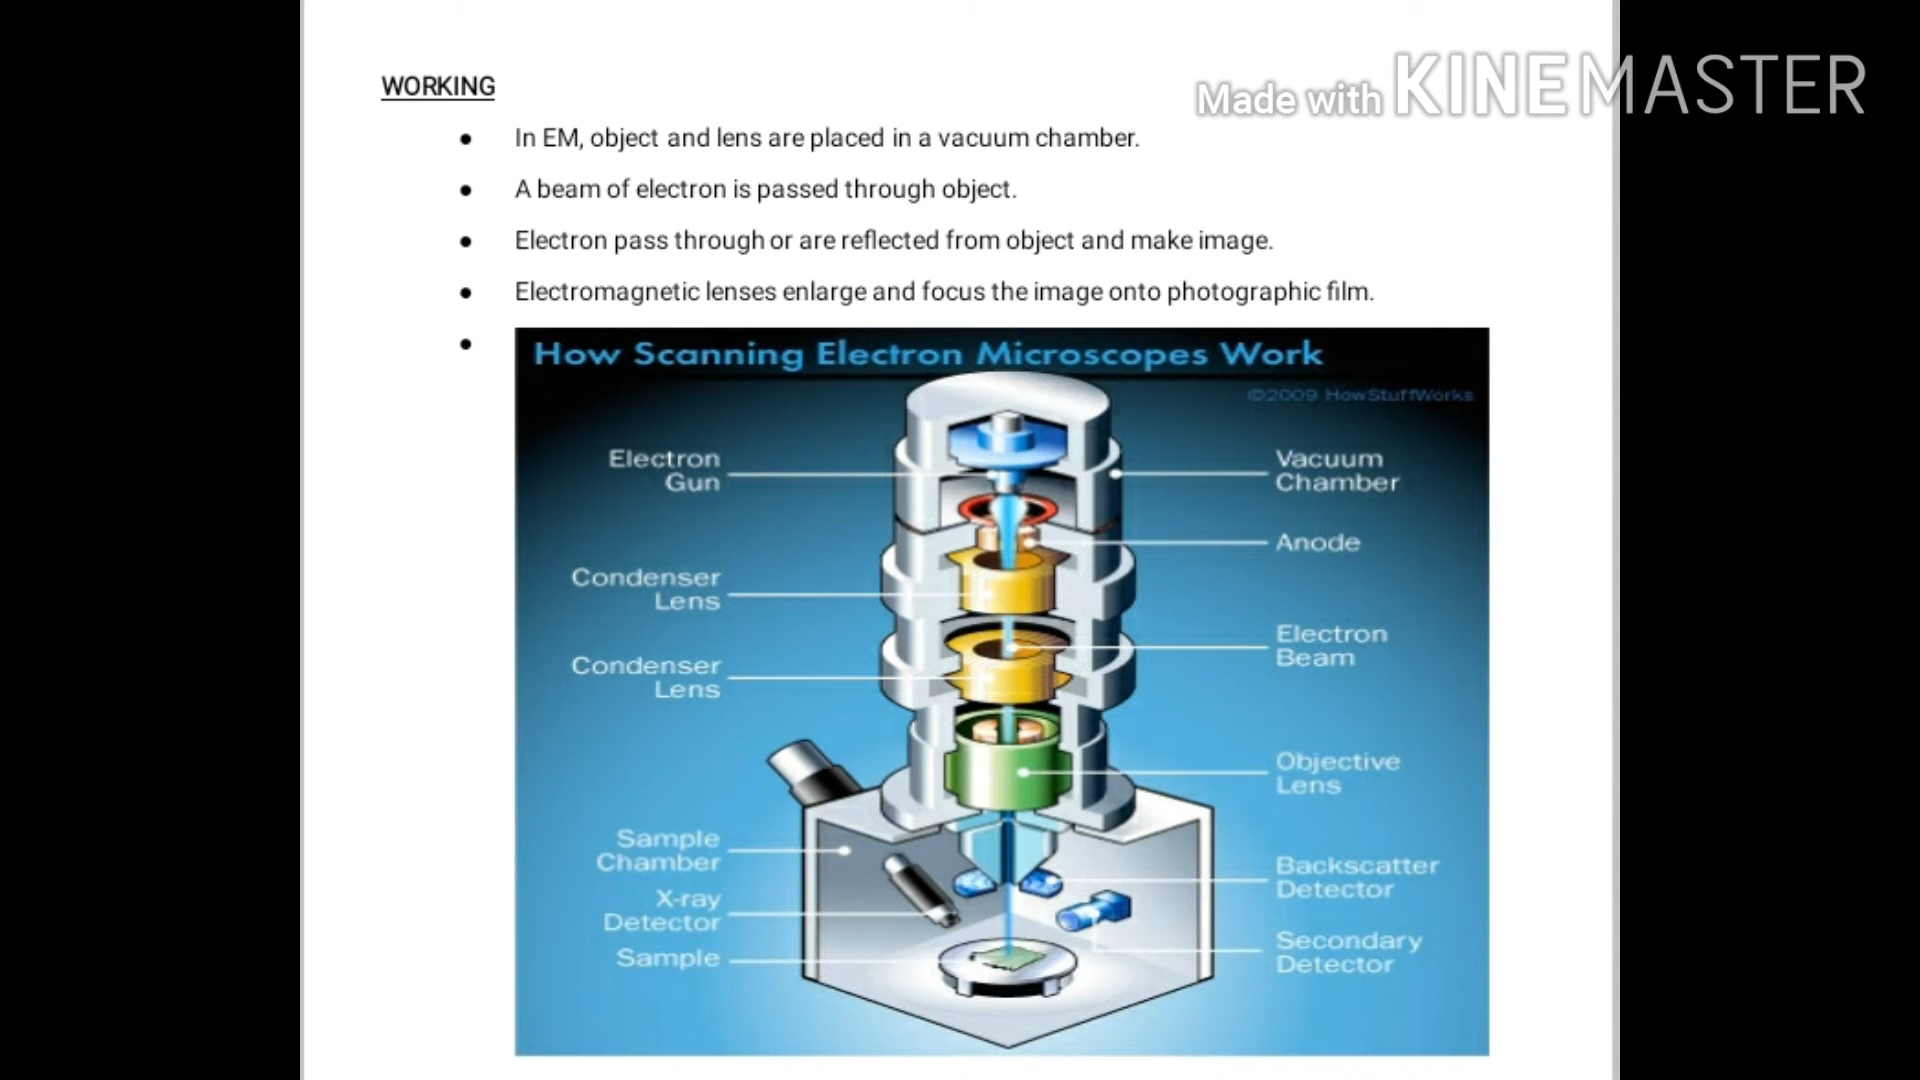 WORKING
Made with KINEMASTER
● In EM, object and lens are placed in a vacuum chamber.
● A beam of electron is passed through object.
● Electron pass through or are reflected from object and make image.
● Electromagnetic lenses enlarge and focus the image onto photographic film.
●
How Scanning Electron Microscopes Work
©2009 HowStuffWorks
Electron
Gun
Vacuum
Chamber
Anode
Condenser
Lens
Electron
Beam
Condenser
Lens
Objective
Lens
Sample
Chamber
Backscatter
Detector
X-ray
Detector
Secondary
Detector
Sample